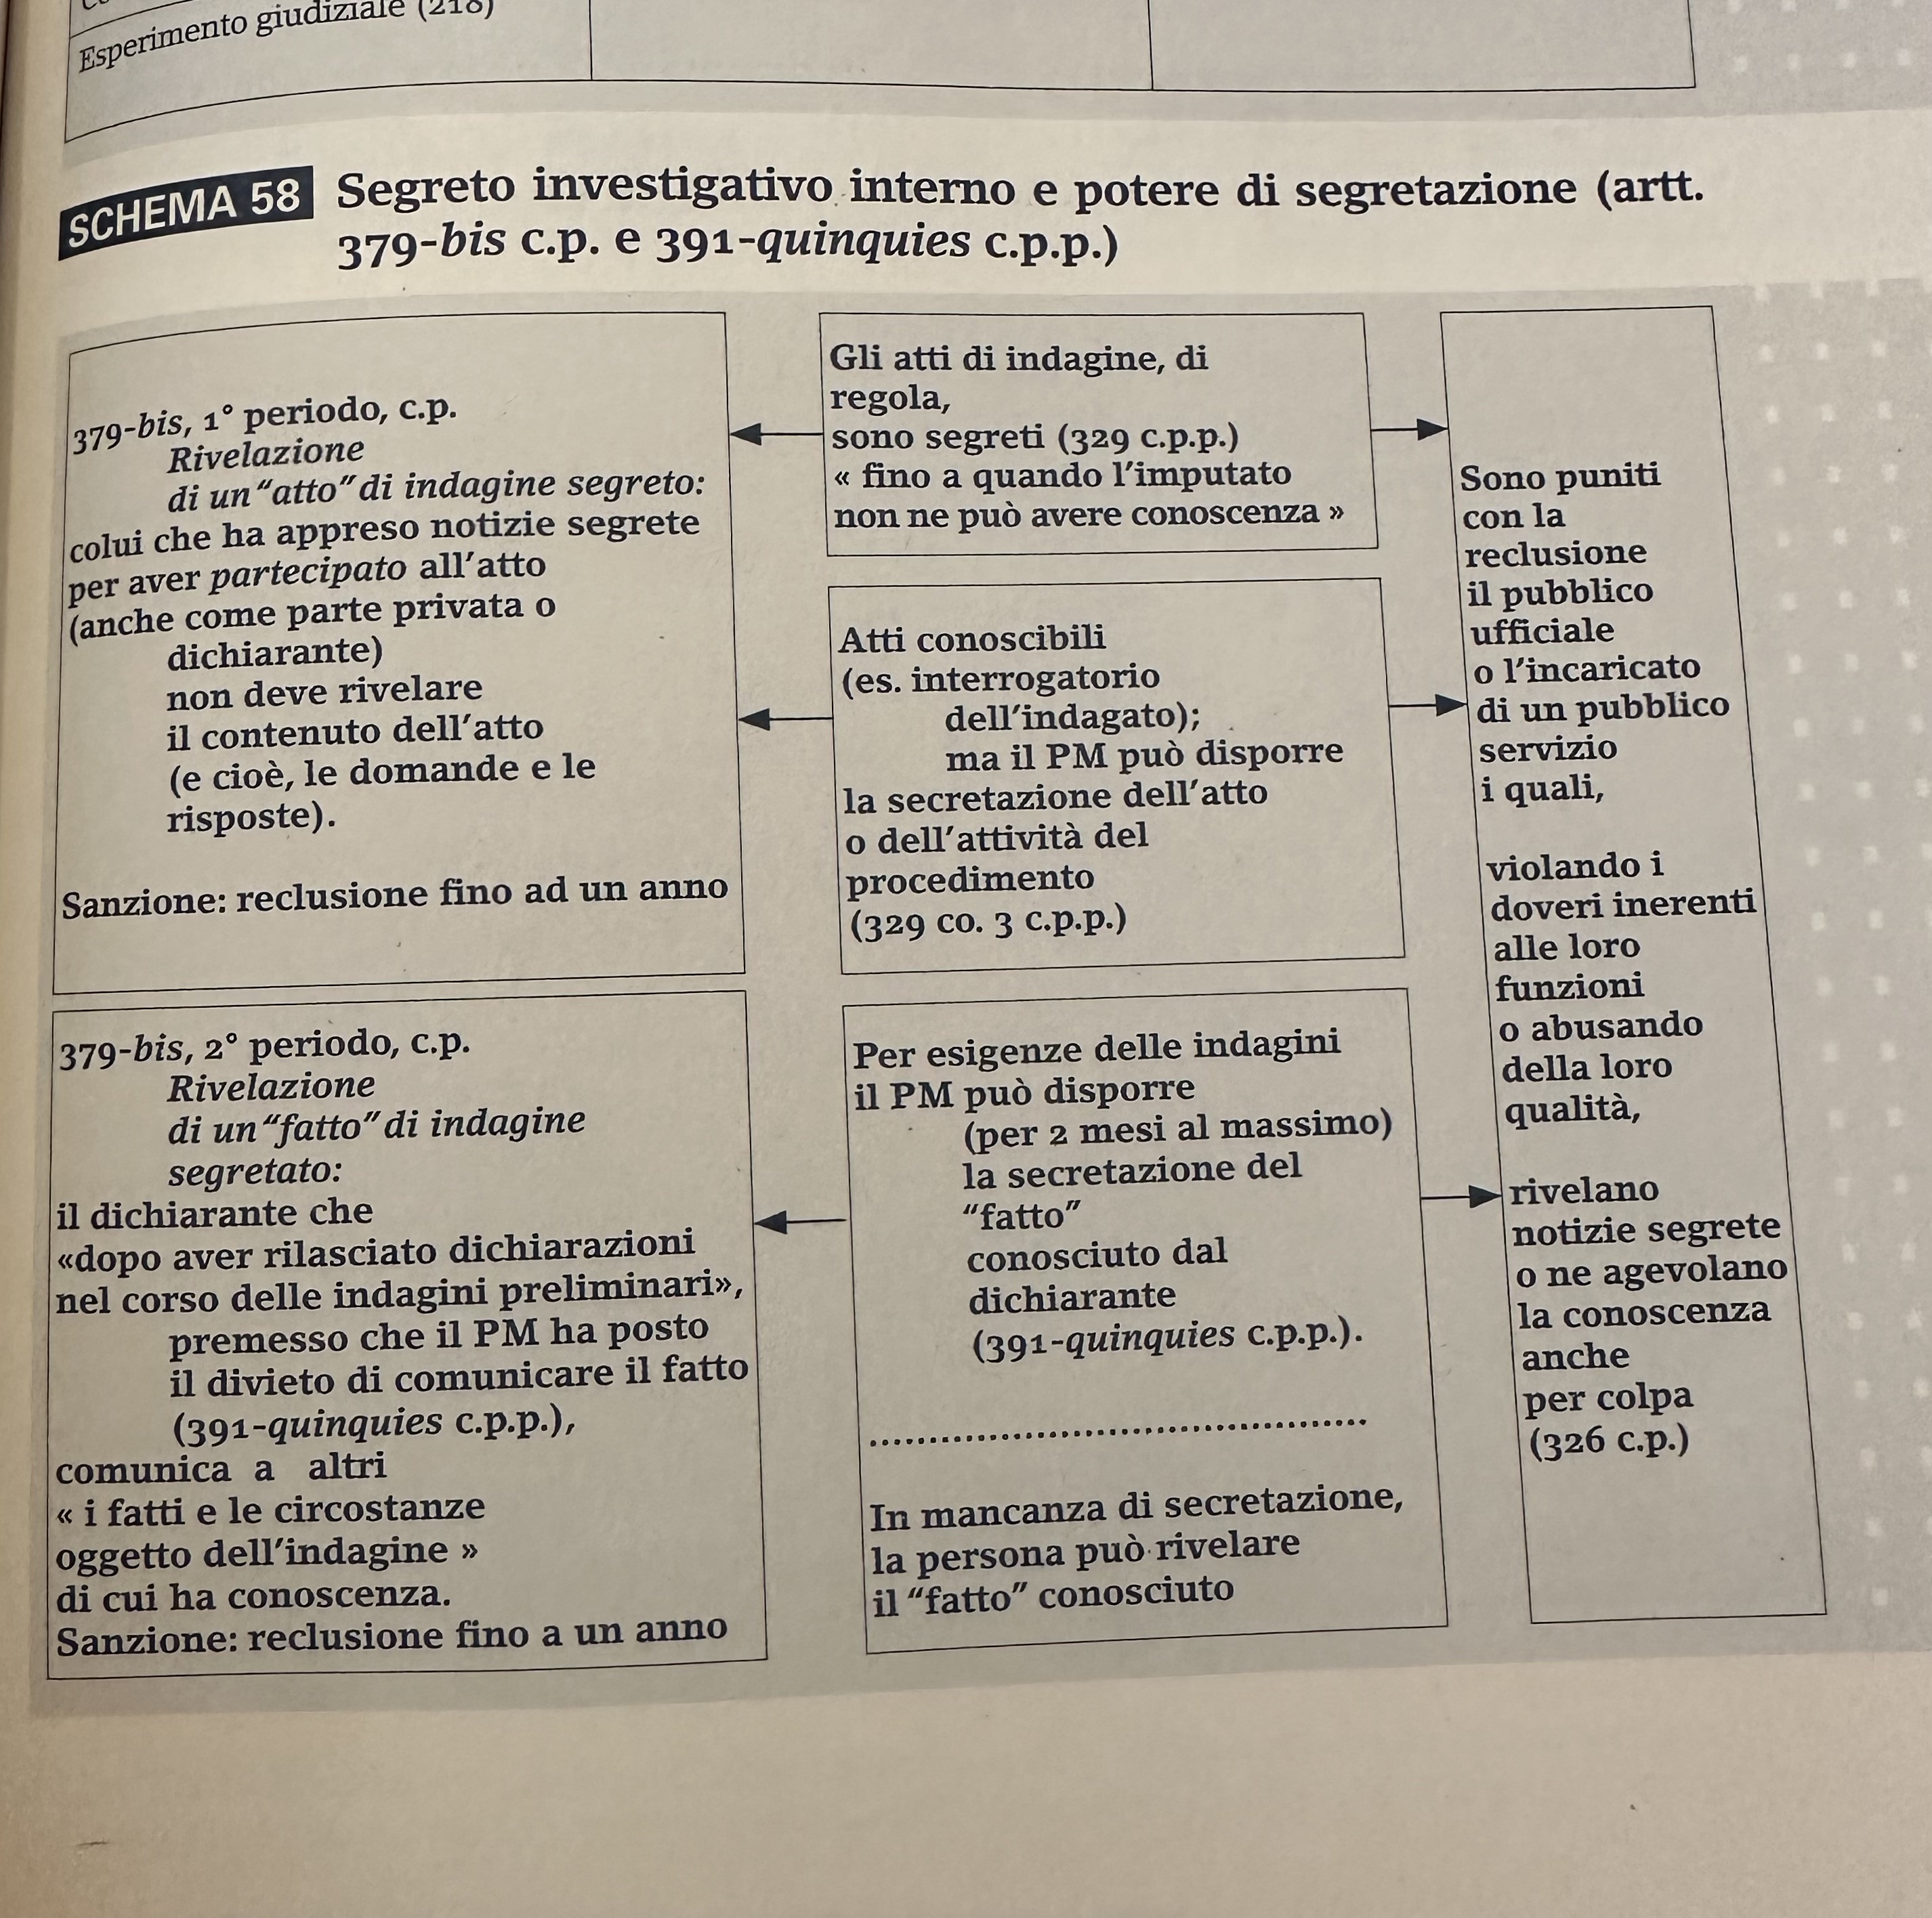 Esperimento giudiziale (218)
SCHEMA 58
Segreto investigativo interno e potere di segretazione (artt.
379-bis c.p. e 391-quinquies c.p.p.)
379-bis, 1° periodo, c.p.
Rivelazione
di un “atto” di indagine segreto:
colui che ha appreso notizie segrete
per aver partecipato all’atto
(anche come parte privata o
dichiarante)
non deve rivelare
il contenuto dell’atto
(e cioè, le domande e le
risposte).
Sanzione: reclusione fino ad un anno
379-bis, 2° periodo, c.p.
Rivelazione
di un “fatto” di indagine
segretato:
il dichiarante che
«dopo aver rilasciato dichiarazioni
nel corso delle indagini preliminari»,
premesso che il PM ha posto
il divieto di comunicare il fatto
(391-quinquies c.p.p.),
comunica a altri
« i fatti e le circostanze
oggetto dell’indagine »
di cui ha conoscenza.
Sanzione: reclusione fino a un anno
Gli atti di indagine, di
regola,
sono segreti (329 c.p.p.)
« fino a quando l’imputato
non ne può avere conoscenza »
Atti conoscibili
(es. interrogatorio
dell’indagato);
ma il PM può disporre
la secretazione dell’atto
o dell’attività del
procedimento
(329 co. 3 c.p.p.)
Per esigenze delle indagini
il PM può disporre
(per 2 mesi al massimo)
la secretazione del
“fatto”
conosciuto dal
dichiarante
(391-quinquies c.p.p.).
In mancanza di secretazione,
la persona può rivelare
il “fatto” conosciuto
Sono puniti
con la
reclusione
il pubblico
ufficiale
o l’incaricato
di un pubblico
servizio
i quali,
violando i
doveri inerenti
alle loro
funzioni
o abusando
della loro
qualità,
rivelano
notizie segrete
o ne agevolano
la conoscenza
anche
per colpa
(326 c.p.)